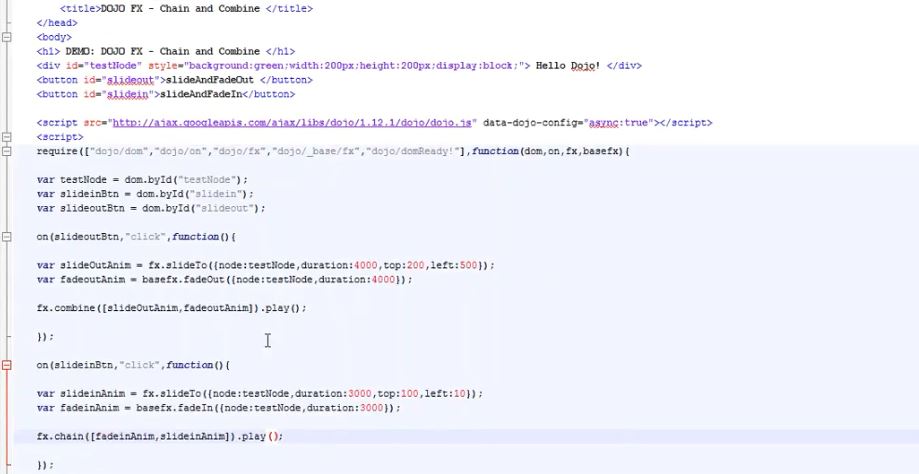 <title>DOJO FX - Chain and Combine </title>
</head>
<body>
<h1> DEMO: DOJO FX - Chain and Combine </h1>
<div id="testNode" style="background:green;width:200px;height:200px;display:block;"> Hello Dojo! </div>
<button id="slideout">slideAndFadeOut </button>
<button id="slidein">slideAndFadeIn</button>
<script src="http://ajax.googleapis.com/ajax/libs/dojo/1.12.1/dojo/dojo.js" data-dojo-config="async:true"></script>
<script>
require(["dojo/dom","dojo/on","dojo/fx","dojo/_base/fx","dojo/domReady!"],function(dom,on,fx,basefx){
var testNode = dom.byId("testNode");
var slideinBtn = dom.byId("slidein");
var slideoutBtn = dom.byId("slideout");
on(slideoutBtn,"click",function(){
var slideOutAnim = fx.slideTo({node:testNode,duration:4000,top:200,left:500});
var fadeoutAnim = basefx.fadeOut({node:testNode,duration:4000});
fx.combine([slideOutAnim,fadeoutAnim]).play();
});
on(slideinBtn,"click",function(){
var slideinAnim = fx.slideTo({node:testNode,duration:3000,top:100,left:10});
var fadeinAnim = basefx.fadeIn({node:testNode,duration:3000});
fx.chain([fadeinAnim,slideinAnim]).play();
});